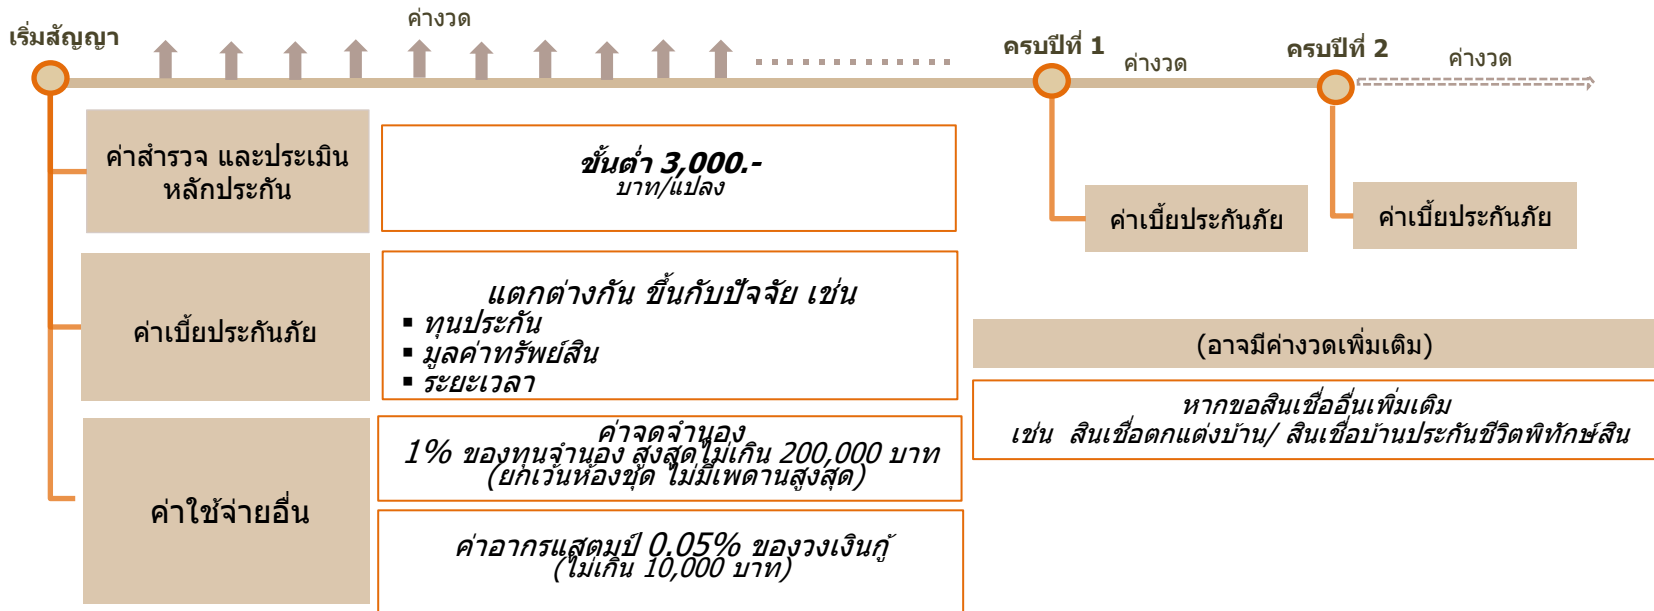 ค่างวด
เริ่มสัญญา
ครบปีที่ 1
ค่างวด
ครบปีที่ 2
ค่างวด
ค่าสำรวจ และประเมิน
หลักประกัน
ขั้นต่ำ 3,000.-
บาท/แปลง
ค่าเบี้ยประกันภัย
ค่าเบี้ยประกันภัย
ค่าเบี้ยประกันภัย
แตกต่างกัน ขึ้นกับปัจจัย เช่น
▪ ทุนประกัน
▪ มูลค่าทรัพย์สิน
▪ ระยะเวลา
(อาจมีค่างวดเพิ่มเติม)
หากขอสินเชื่ออื่นเพิ่มเติม
เช่น สินเชื่อตกแต่งบ้าน/ สินเชื่อบ้านประกันชีวิตพิทักษ์สิน
ค่าใช้จ่ายอื่น
ค่าจดจำนอง
1% ของทุนจำนอง สูงสุดไม่เกิน 200,000 บาท
(ยกเว้นห้องชุด ไม่มีเพดานสูงสุด)
ค่าอากรแสตมป์ 0.05% ของวงเงินกู้
(ไม่เกิน 10,000 บาท)